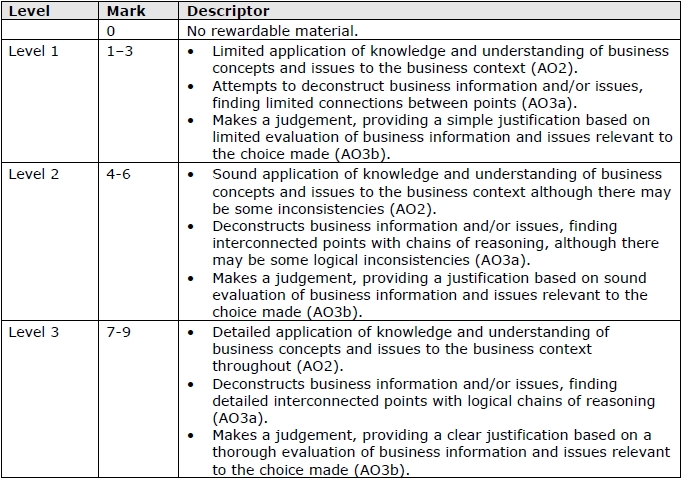 Level Mark Descriptor
0 No rewardable material.
Level 1 1–3 • Limited application of knowledge and understanding of business
concepts and issues to the business context (AO2).
• Attempts to deconstruct business information and/or issues,
finding limited connections between points (AO3a).
• Makes a judgement, providing a simple justification based on
limited evaluation of business information and issues relevant to
the choice made (AO3b).
Level 2 4-6 • Sound application of knowledge and understanding of business
concepts and issues to the business context although there may
be some inconsistencies (AO2).
• Deconstructs business information and/or issues, finding
interconnected points with chains of reasoning, although there
may be some logical inconsistencies (AO3a).
• Makes a judgement, providing a justification based on sound
evaluation of business information and issues relevant to the
choice made (AO3b).
Level 3 7-9 • Detailed application of knowledge and understanding of
business concepts and issues to the business context
throughout (AO2).
• Deconstructs business information and/or issues, finding
detailed interconnected points with logical chains of reasoning
(AO3a).
• Makes a judgement, providing a clear justification based on a
thorough evaluation of business information and issues relevant
to the choice made (AO3b).